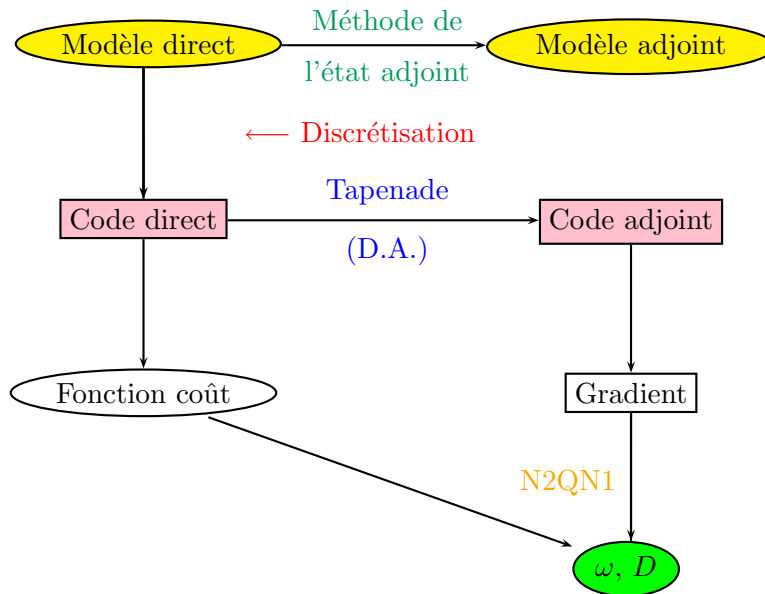 Modèle direct
Méthode de
l'état adjoint
Modèle adjoint
⟵ Discrétisation
Code direct
Tapenade
(D.A.)
Code adjoint
Fonction coût
Gradient
N2QN1
ω, D